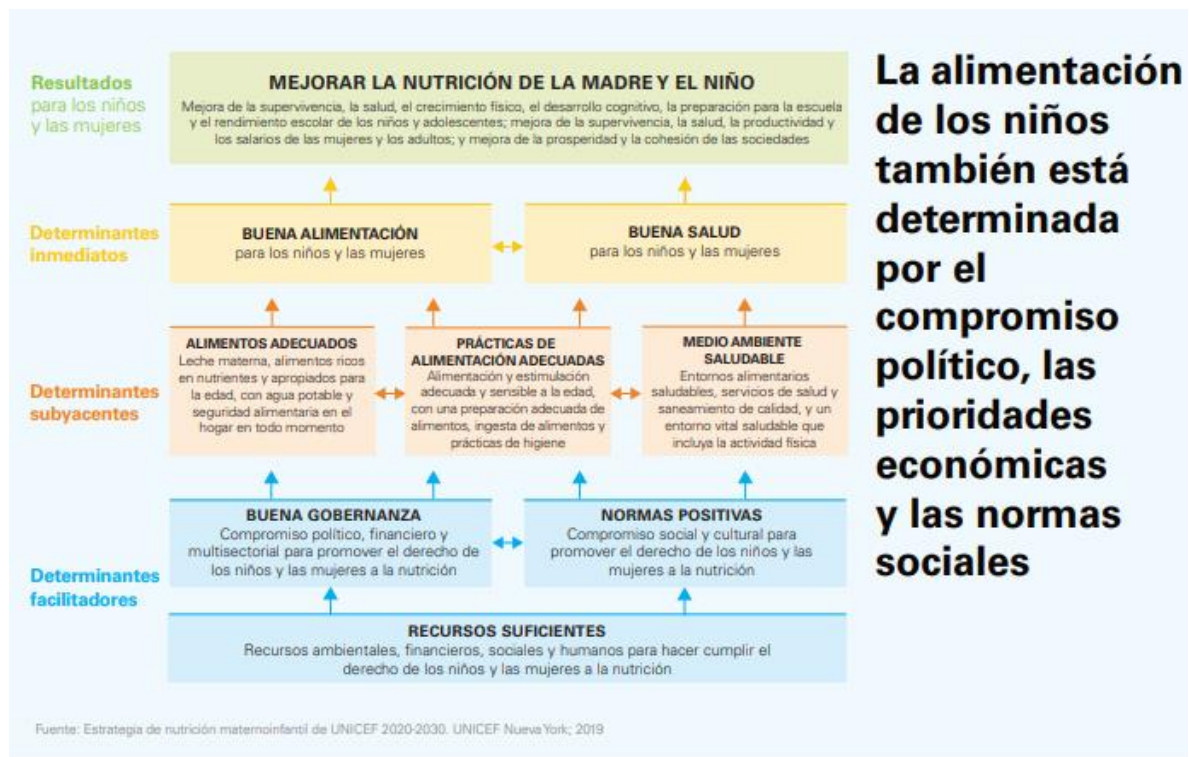 Resultados
para los niños
y las mujeres
MEJORAR LA NUTRICIÓN DE LA MADRE Y EL NIÑO
Mejora de la supervivencia, la salud, el crecimiento físico, el desarrollo cognitivo, la preparación para la escuela
y el rendimiento escolar de los niños y adolescentes; mejora de la supervivencia, la salud, la productividad y
los salarios de las mujeres y los adultos; y mejora de la prosperidad y la cohesión de las sociedades
Determinantes
inmediatos
BUENA ALIMENTACIÓN
para los niños y las mujeres
BUENA SALUD
para los niños y las mujeres
Determinantes
subyacentes
ALIMENTOS ADECUADOS
Leche materna, alimentos ricos
en nutrientes y apropiados para
la edad, con agua potable y
seguridad alimentaria en el
hogar en todo momento
PRÁCTICAS DE
ALIMENTACIÓN ADECUADAS
Alimentación y estimulación
adecuada y sensible a la edad,
con una preparación adecuada de
alimentos, ingesta de alimentos y
prácticas de higiene
MEDIO AMBIENTE
SALUDABLE
Entornos alimentarios
saludables, servicios de salud y
saneamiento de calidad, y un
entorno vital saludable que
incluya la actividad física
Determinantes
facilitadores
BUENA GOBERNANZA
Compromiso político, financiero y
multisectorial para promover el derecho de
los niños y las mujeres a la nutrición
NORMAS POSITIVAS
Compromiso social y cultural para
promover el derecho de los niños y las
mujeres a la nutrición
RECURSOS SUFICIENTES
Recursos ambientales, financieros, sociales y humanos para hacer cumplir el
derecho de los niños y las mujeres a la nutrición
Fuente: Estrategia de nutrición maternoinfantil de UNICEF 2020-2030. UNICEF Nueva York; 2019
La alimentación
de los niños
también está
determinada
por el
compromiso
político, las
prioridades
económicas
y las normas
sociales